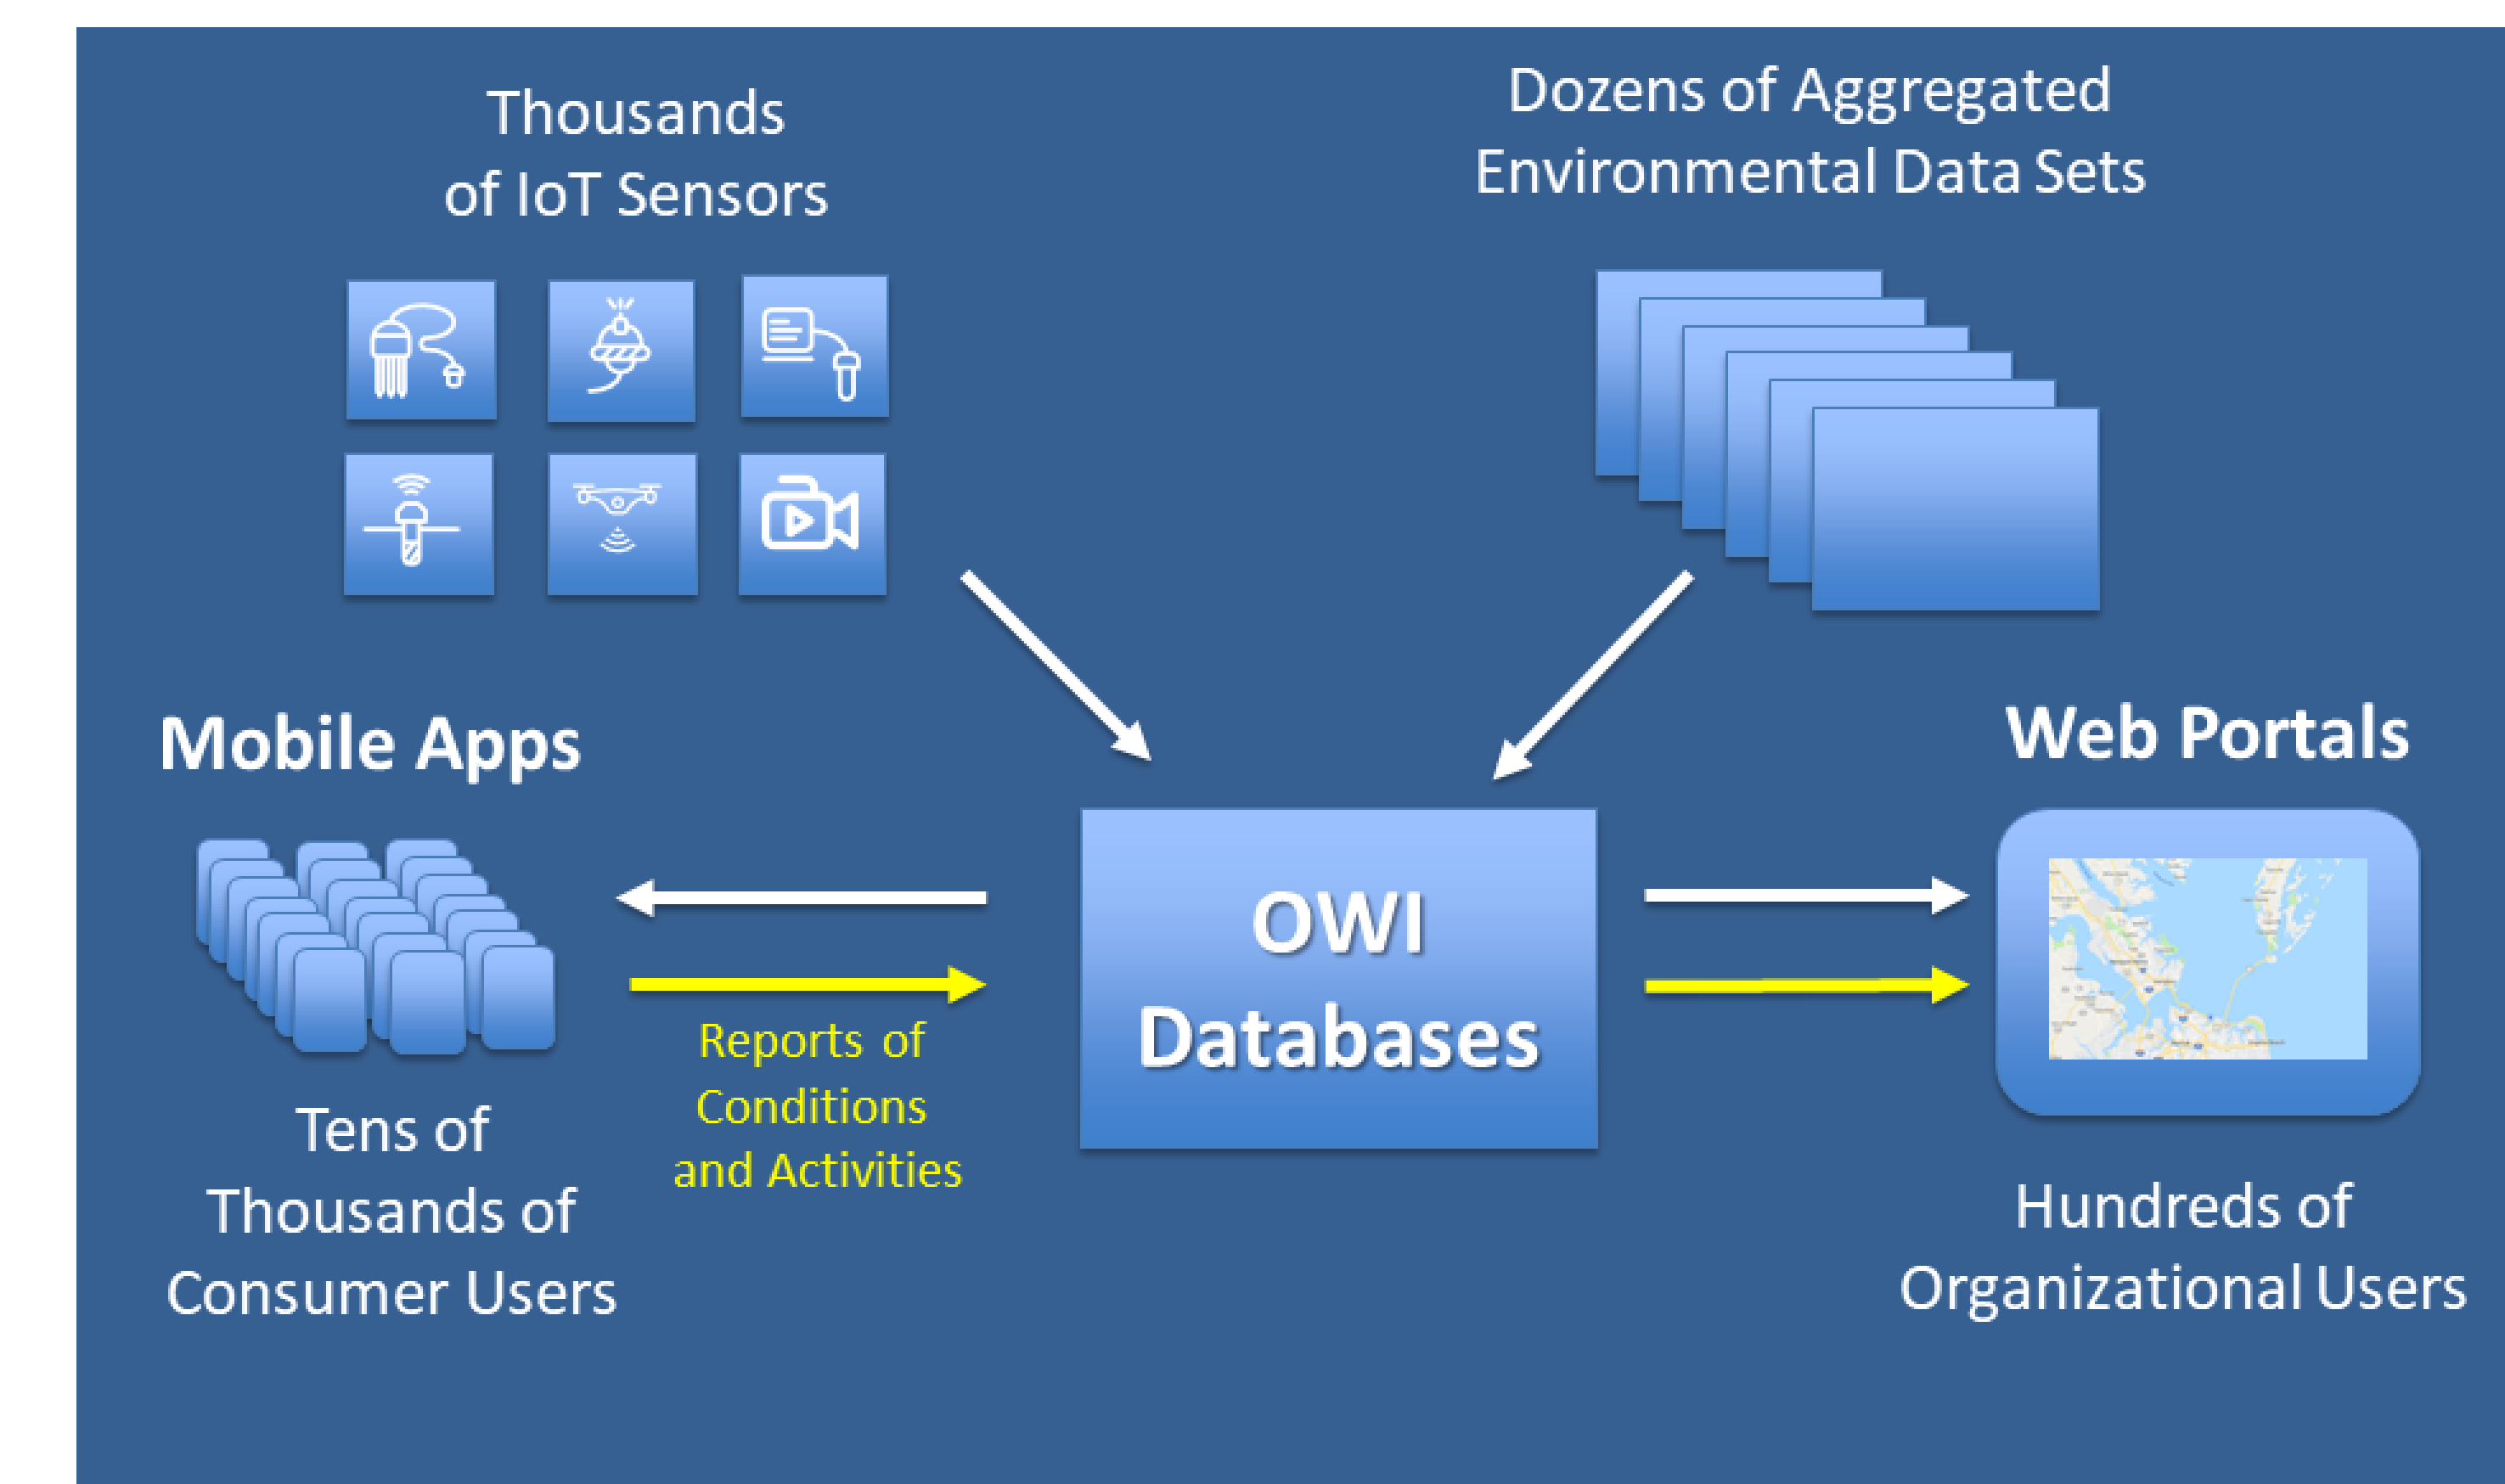 Thousands
of IoT Sensors
Dozens of Aggregated
Environmental Data Sets
Mobile Apps
Web Portals
OWI
Databases
Reports of
Conditions
and Activities
Tens of
Thousands of
Consumer Users
Hundreds of
Organizational Users